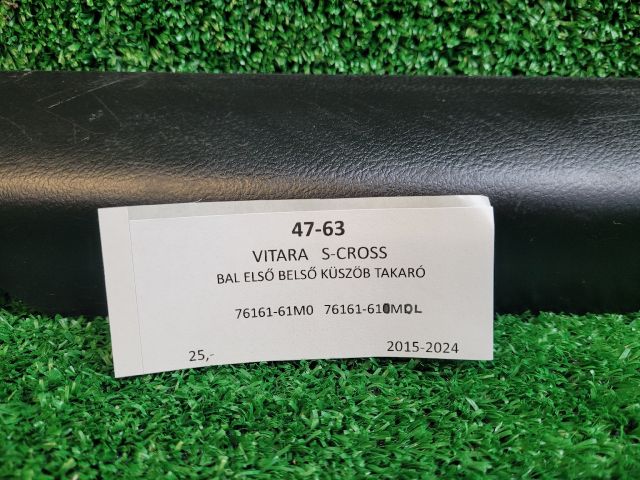 47-63
VITARA S-CROSS
BAL ELSŐ BELSŐ KÜSZÖB TAKARÓ
76161-61M0
25,- 2015-2024